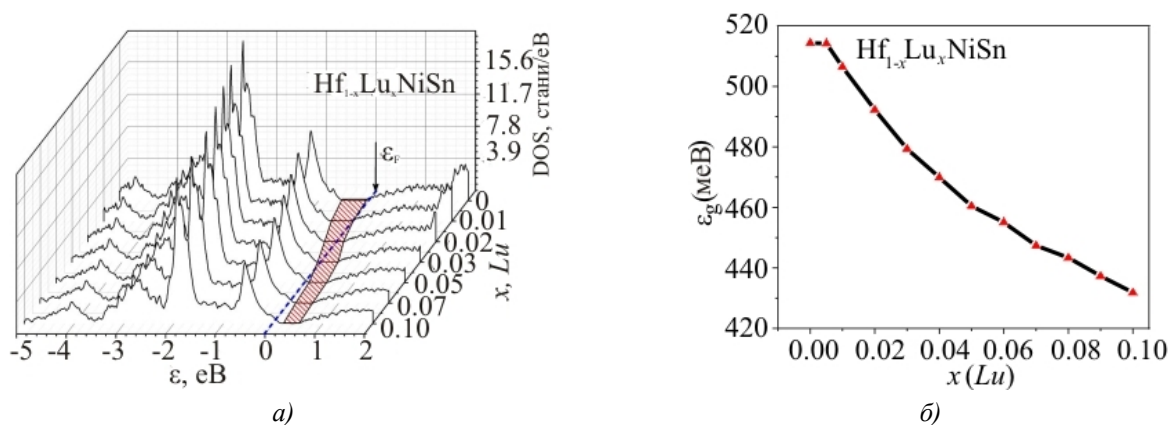 15.6
11.7
7.8
3.9
DOS, стани/еВ
Hf1-xLuxNiSn
εF
0
0.01
0.02
0.03
0.05
0.07
0.10
x, Lu
-5 -4 -3 -2 -1 0 1 2
ε, eB
а)
520
510
500
480
460
440
420
εg(меВ)
Hf1-xLuxNiSn
0.00 0.02 0.04 0.06 0.08 0.10
x (Lu)
б)